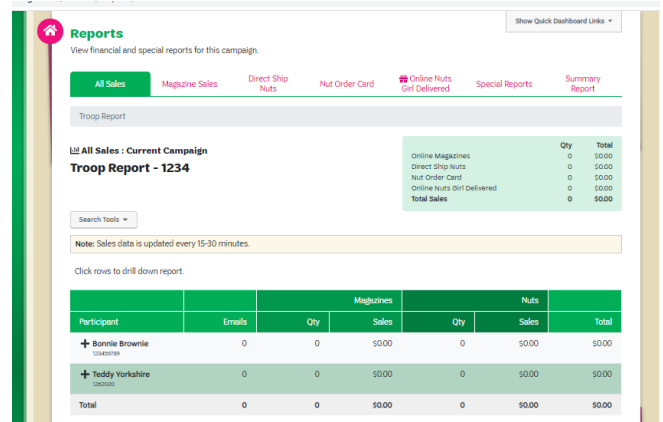 Show Quick Dashboard Links
Reports
View financial and special reports for this campaign.
All Sales
Magazine Sales
Direct Ship
Nuts
Nut Order Card
Online Nuts
Girl Delivered
Special Reports
Summary
Report
Troop Report
All Sales : Current Campaign
Troop Report - 1234
Qty Total
Online Magazines 0 $0.00
Direct Ship Nuts 0 $0.00
Nut Order Card 0 $0.00
Online Nuts Girl Delivered 0 $0.00
Total Sales 0 $0.00
Search Tools
Note: Sales data is updated every 15-30 minutes.
Click rows to drill down report.
Magazines Nuts
Participant Emails Qty Sales Qty Sales Total
Bonnie Brownie 0 0 $0.00 0 $0.00 $0.00
123456789
Teddy Yorkshire 0 0 $0.00 0 $0.00 $0.00
1262020
Total 0 0 $0.00 0 $0.00 $0.00